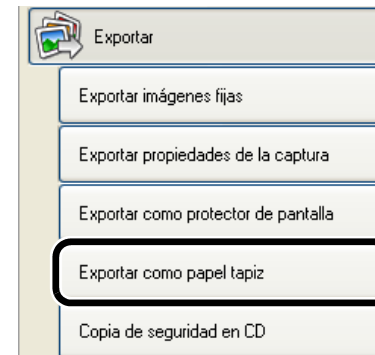 Exportar
Exportar imágenes fijas
Exportar propiedades de la captura
Exportar como protector de pantalla
Exportar como papel tapiz
Copia de seguridad en CD